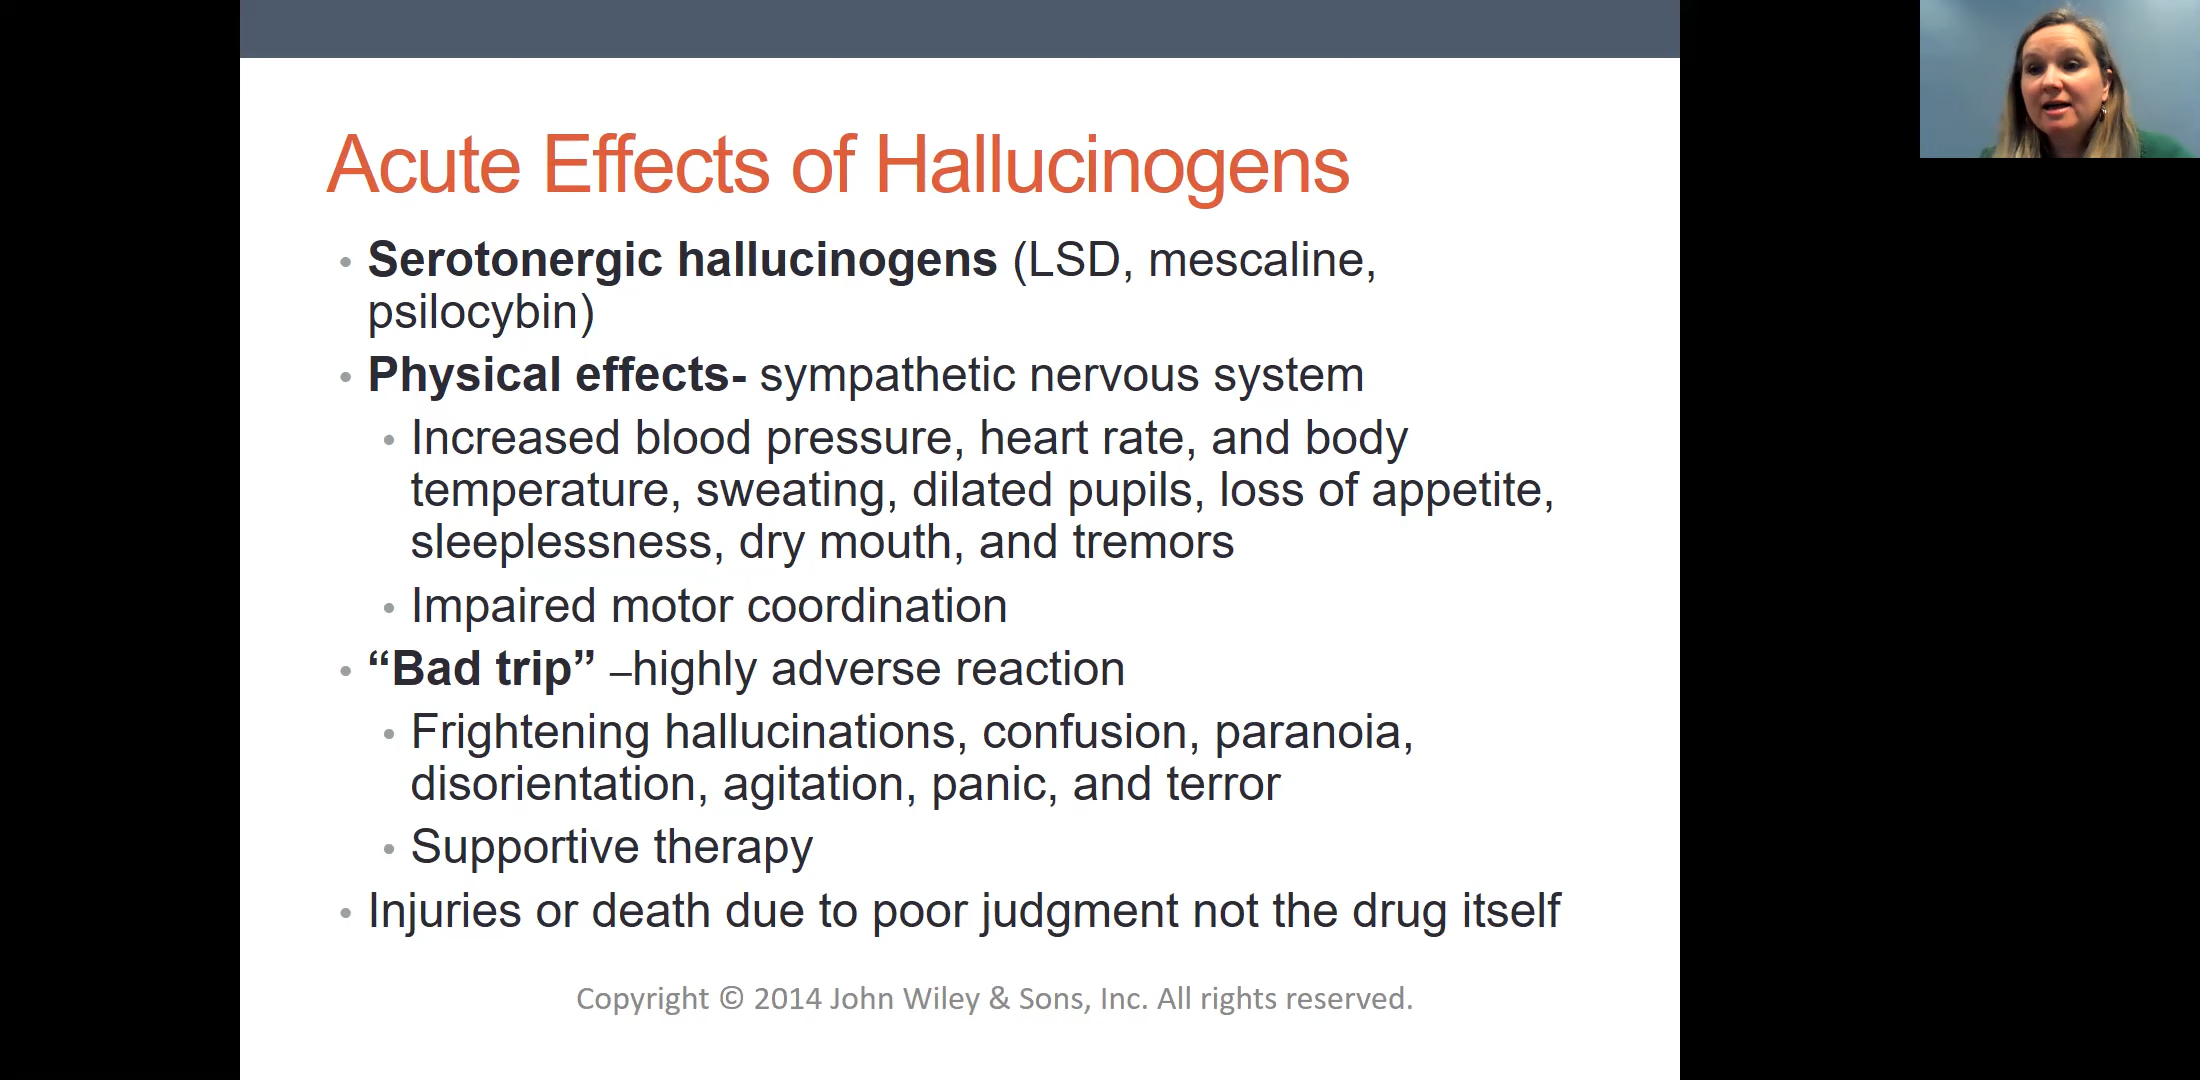 Acute Effects of Hallucinogens
• Serotonergic hallucinogens (LSD, mescaline,
psilocybin)
• Physical effects- sympathetic nervous system
• Increased blood pressure, heart rate, and body
temperature, sweating, dilated pupils, loss of appetite,
sleeplessness, dry mouth, and tremors
• Impaired motor coordination
• “Bad trip” –highly adverse reaction
• Frightening hallucinations, confusion, paranoia,
disorientation, agitation, panic, and terror
• Supportive therapy
• Injuries or death due to poor judgment not the drug itself
Copyright © 2014 John Wiley & Sons, Inc. All rights reserved.